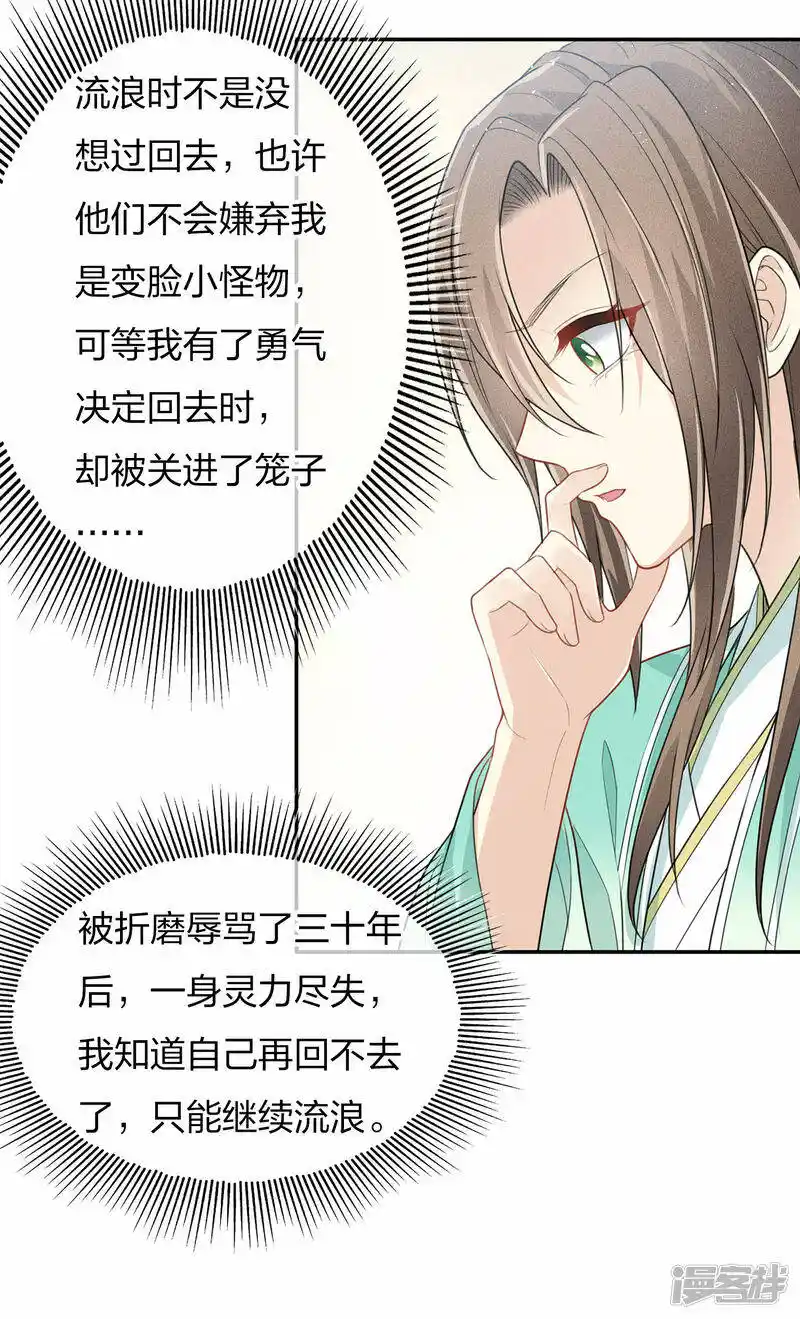 流浪时不是没
想过回去，也许
他们不会嫌弃我
是变脸小怪物，
可等我有了勇气
决定回去时，
却被关进了笼子
……
被折磨辱骂了三十年
后，一身灵力尽失，
我知道自己再回不去
了，只能继续流浪。
漫客栈